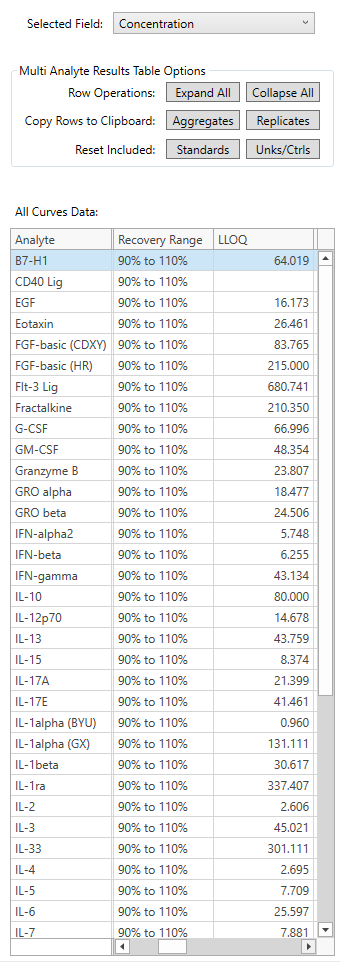 Selected Field: Concentration
Multi Analyte Results Table Options
Row Operations: Expand All Collapse All
Copy Rows to Clipboard: Aggregates Replicates
Reset Included: Standards Unks/Ctrls
All Curves Data:
Analyte Recovery Range LLOQ
B7-H1 90% to 110% 64.019
CD40 Lig 90% to 110%
EGF 90% to 110% 16.173
Eotaxin 90% to 110% 26.461
FGF-basic (CDXY) 90% to 110% 83.765
FGF-basic (HR) 90% to 110% 215.000
Flt-3 Lig 90% to 110% 680.741
Fractalkine 90% to 110% 210.350
G-CSF 90% to 110% 66.996
GM-CSF 90% to 110% 48.354
Granzyme B 90% to 110% 23.807
GRO alpha 90% to 110% 18.477
GRO beta 90% to 110% 24.506
IFN-alpha2 90% to 110% 5.748
IFN-beta 90% to 110% 6.255
IFN-gamma 90% to 110% 43.134
IL-10 90% to 110% 80.000
IL-12p70 90% to 110% 14.678
IL-13 90% to 110% 43.759
IL-15 90% to 110% 8.374
IL-17A 90% to 110% 21.399
IL-17E 90% to 110% 41.461
IL-1alpha (BYU) 90% to 110% 0.960
IL-1alpha (GX) 90% to 110% 131.111
IL-1beta 90% to 110% 30.617
IL-1ra 90% to 110% 337.407
IL-2 90% to 110% 2.606
IL-3 90% to 110% 45.021
IL-33 90% to 110% 301.111
IL-4 90% to 110% 2.695
IL-5 90% to 110% 7.709
IL-6 90% to 110% 25.597
IL-7 90% to 110% 7.881